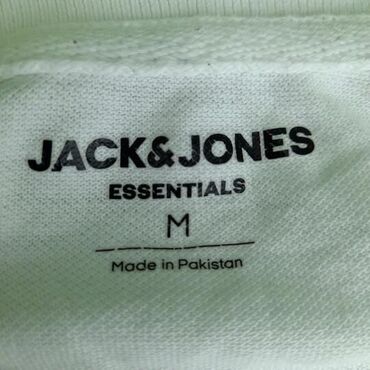 JACK&JONES
ESSENTIALS
M
Made in Pakistan